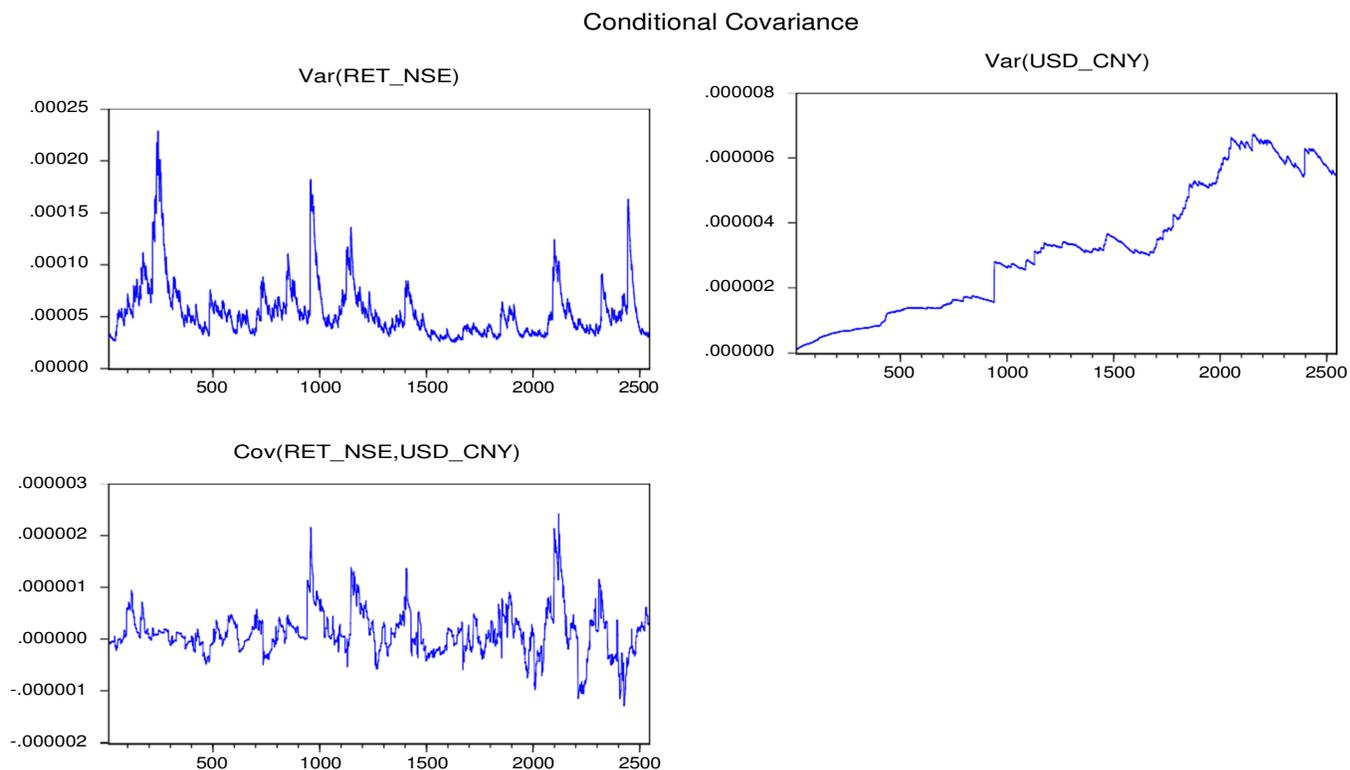 Conditional Covariance
Var(RET_NSE)
.00025
.00020
.00015
.00010
.00005
.00000
500 1000 1500 2000 2500
Var(USD_CNY)
.000008
.000006
.000004
.000002
.000000
500 1000 1500 2000 2500
Cov(RET_NSE,USD_CNY)
.000003
.000002
.000001
.000000
-.000001
-.000002
500 1000 1500 2000 2500